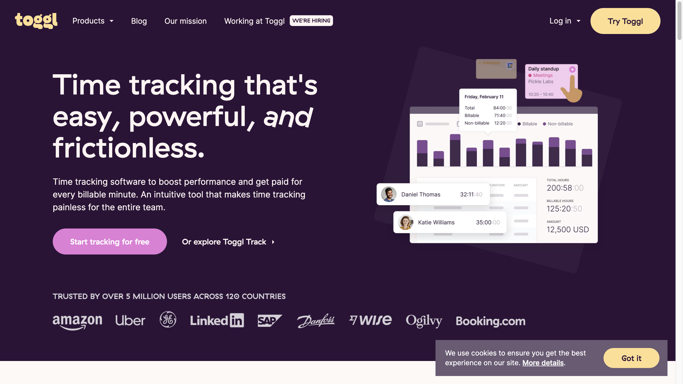 toggl
Products
Blog
Our mission
Working at Toggl
WE'RE HIRING
Log in
Try Toggl
Time tracking that's
easy, powerful, and
frictionless.
Time tracking software to boost performance and get paid for
every billable minute. An intuitive tool that makes time tracking
painless for the entire team.
Start tracking for free
Or explore Toggl Track
Daily standup
Meetings
Pickle Labs
Friday, February 11
Total 84:00:00
Billable 71:40:00
Non-billable 12:20:00
Billable
Non-billable
Daniel Thomas 32:11:40
Katie Williams 35:00:00
TOTAL HOURS
200:58:00
BILLABLE HOURS
125:20:50
AMOUNT
12,500 USD
TRUSTED BY OVER 5 MILLION USERS ACROSS 120 COUNTRIES
amazon Uber GE LinkedIn SAP Danfoss WISE Ogilvy Booking.com
We use cookies to ensure you get the best
experience on our site. More details.
Got it